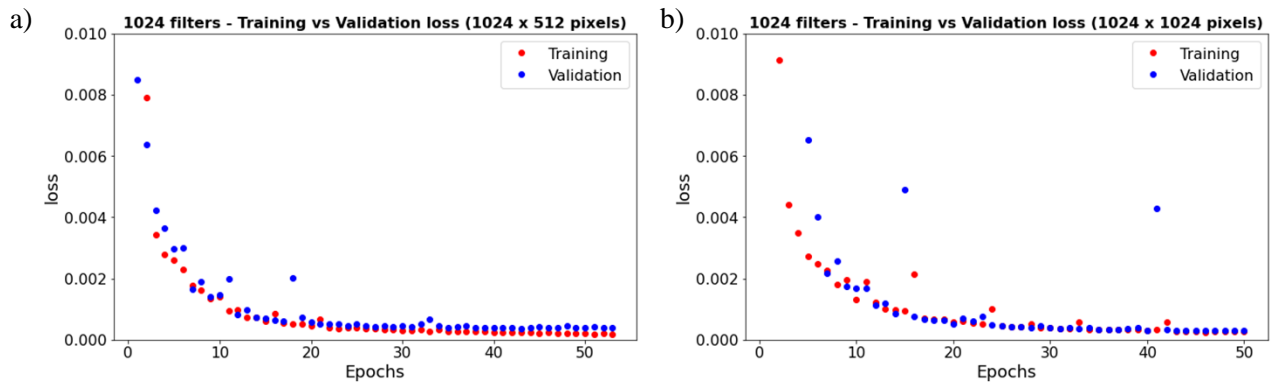 a)
1024 filters - Training vs Validation loss (1024 x 512 pixels)
0.010
0.008
0.006
0.004
0.002
0.000
loss
Training
Validation
0
10
20
30
40
50
Epochs
b)
1024 filters - Training vs Validation loss (1024 x 1024 pixels)
0.010
0.008
0.006
0.004
0.002
0.000
loss
Training
Validation
0
10
20
30
40
50
Epochs